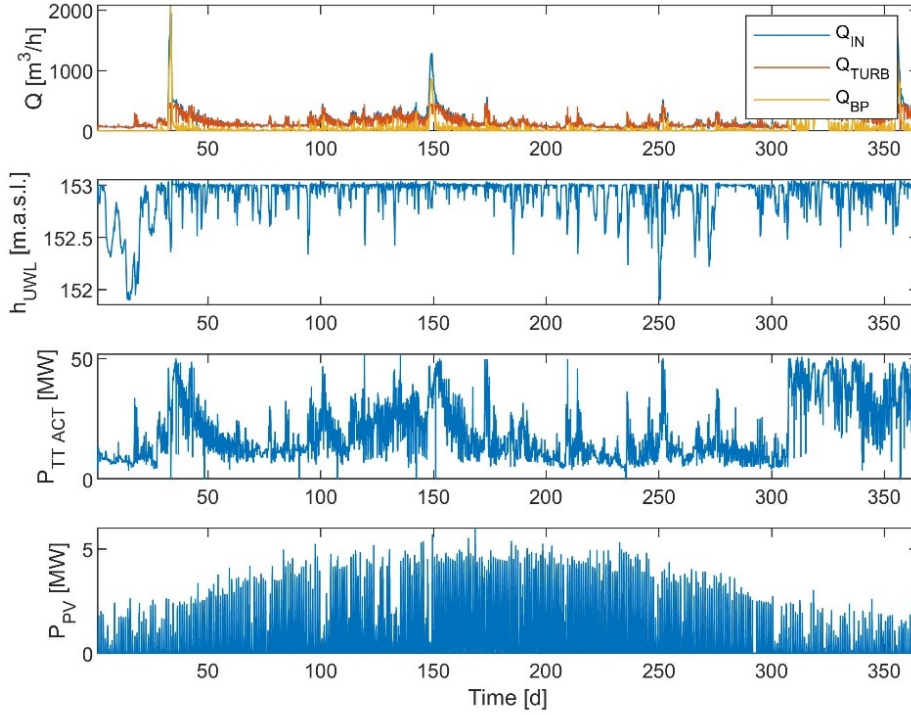 2000
1000
0
Q [m³/h]
Q_IN
Q_TURB
Q_BP
50 100 150 200 250 300 350
153
152.5
152
h_UWL [m.a.s.l.]
50 100 150 200 250 300 350
50
0
P_TT ACT [MW]
50 100 150 200 250 300 350
5
0
P_PV [MW]
50 100 150 200 250 300 350
Time [d]